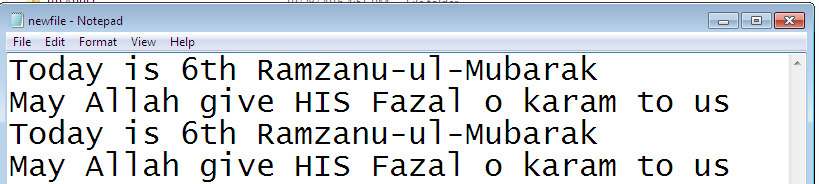 newfile - Notepad
File Edit Format View Help
Today is 6th Ramzanu-ul-Mubarak
May Allah give HIS Fazal o karam to us
Today is 6th Ramzanu-ul-Mubarak
May Allah give HIS Fazal o karam to us